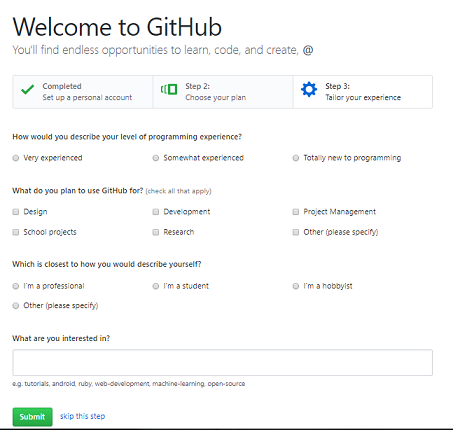 Welcome to GitHub
You'll find endless opportunities to learn, code, and create, @
Completed
Set up a personal account
Step 2:
Choose your plan
Step 3:
Tailor your experience
How would you describe your level of programming experience?
Very experienced
Somewhat experienced
Totally new to programming
What do you plan to use GitHub for? (check all that apply)
Design
Development
Project Management
School projects
Research
Other (please specify)
Which is closest to how you would describe yourself?
I'm a professional
I'm a student
I'm a hobbyist
Other (please specify)
What are you interested in?
e.g. tutorials, android, ruby, web-development, machine-learning, open-source
Submit
skip this step